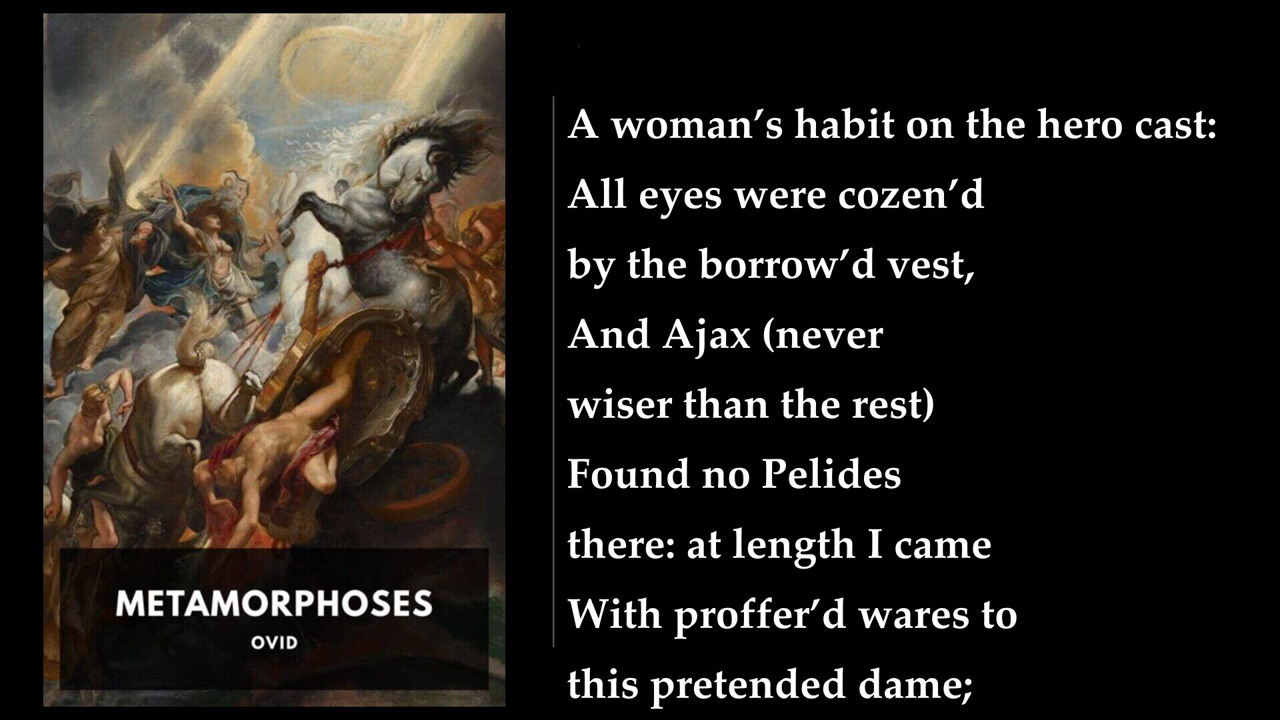 METAMORPHOSES
OVID
A woman’s habit on the hero cast:
All eyes were cozen’d
by the borrow’d vest,
And Ajax (never
wiser than the rest)
Found no Pelides
there: at length I came
With proffer’d wares to
this pretended dame;